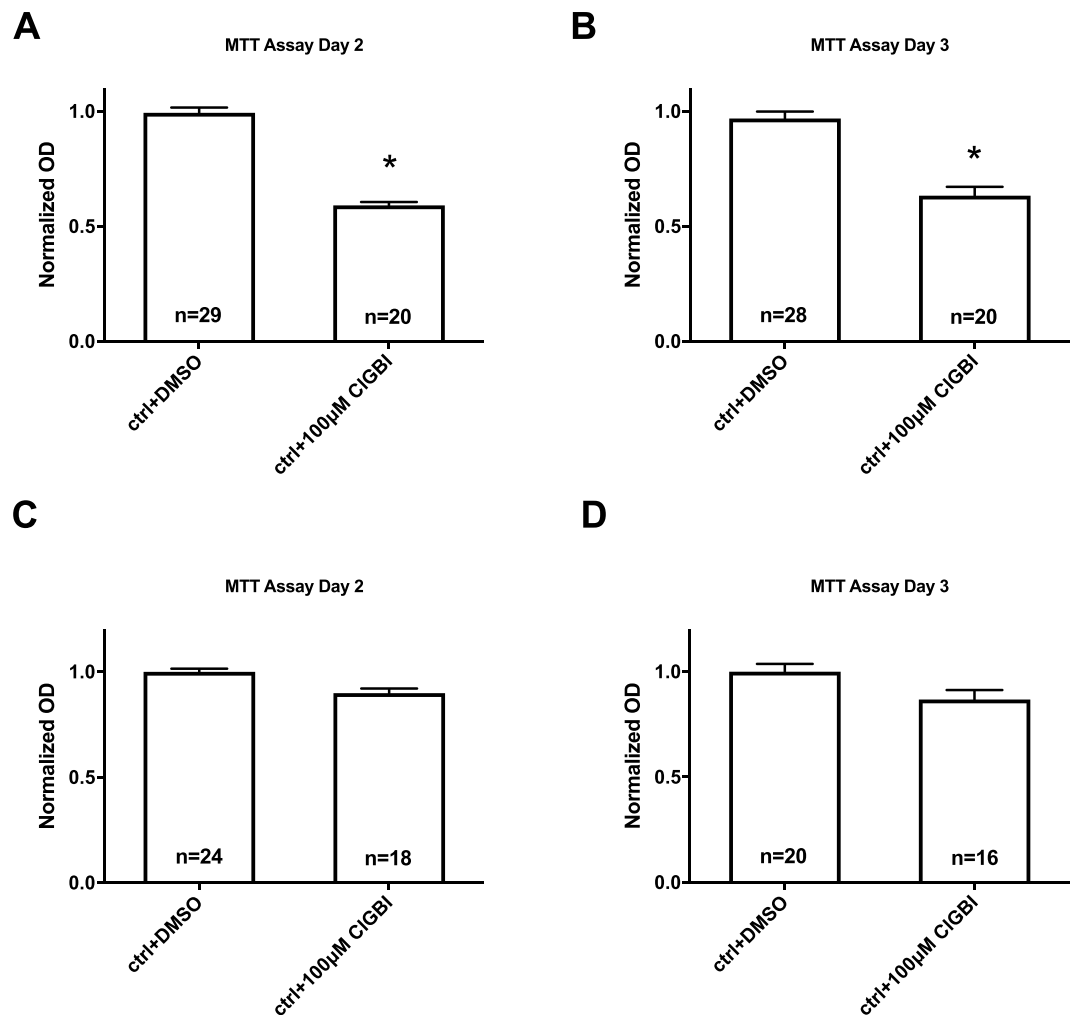 A
MTT Assay Day 2
Normalized OD
1.0
0.5
0.0
*
n=29
n=20
ctrl+DMSO
ctrl+100µM ClGBI
B
MTT Assay Day 3
Normalized OD
1.0
0.5
0.0
*
n=28
n=20
ctrl+DMSO
ctrl+100µM ClGBI
C
MTT Assay Day 2
Normalized OD
1.0
0.5
0.0
n=24
n=18
ctrl+DMSO
ctrl+100µM ClGBI
D
MTT Assay Day 3
Normalized OD
1.0
0.5
0.0
n=20
n=16
ctrl+DMSO
ctrl+100µM ClGBI